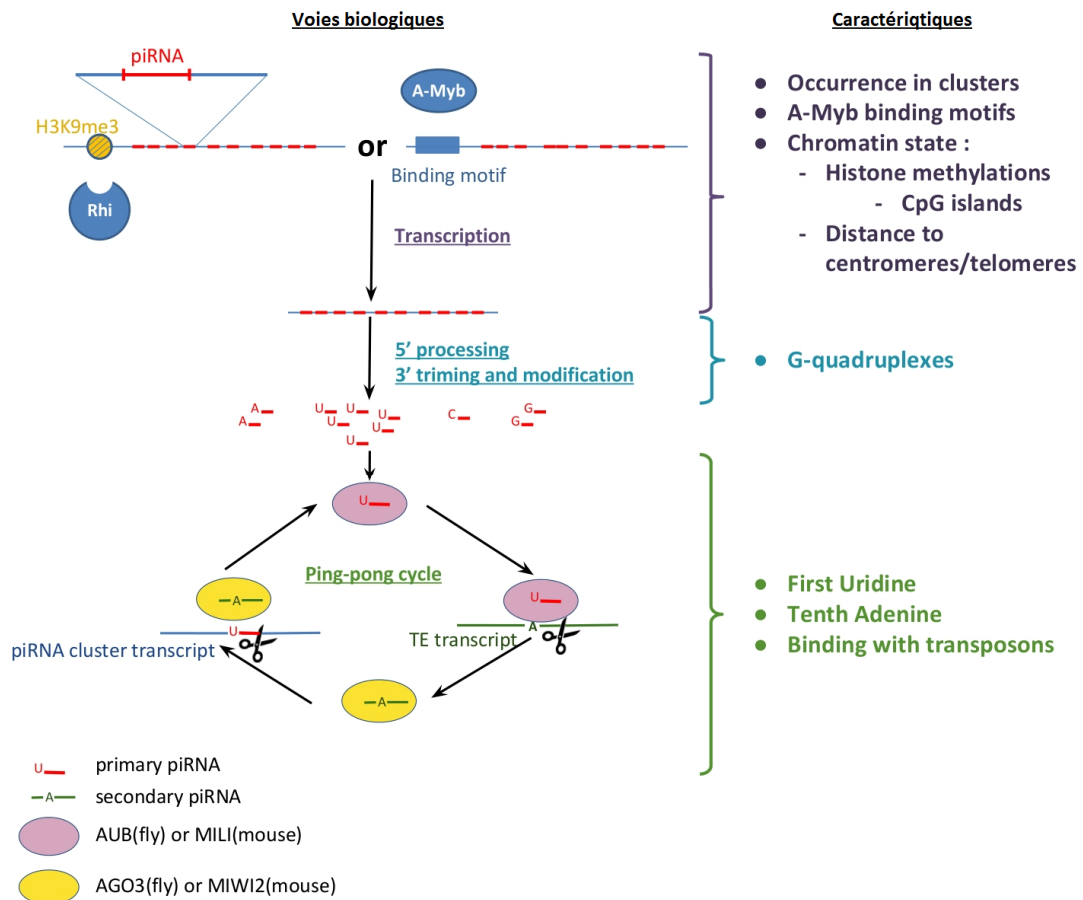 Voies biologiques
Caractériqtiques
piRNA
A-Myb
H3K9me3
or
Binding motif
Rhi
Transcription
● Occurrence in clusters
● A-Myb binding motifs
● Chromatin state :
- Histone methylations
- CpG islands
- Distance to
centromeres/telomeres
5’ processing
3’ triming and modification
● G-quadruplexes
A
A
U
U
U
U
U
U
C
G
G
U
Ping-pong cycle
A
U
piRNA cluster transcript
U
A
TE transcript
A
● First Uridine
● Tenth Adenine
● Binding with transposons
U primary piRNA
A secondary piRNA
AUB(fly) or MILI(mouse)
AGO3(fly) or MIWI2(mouse)